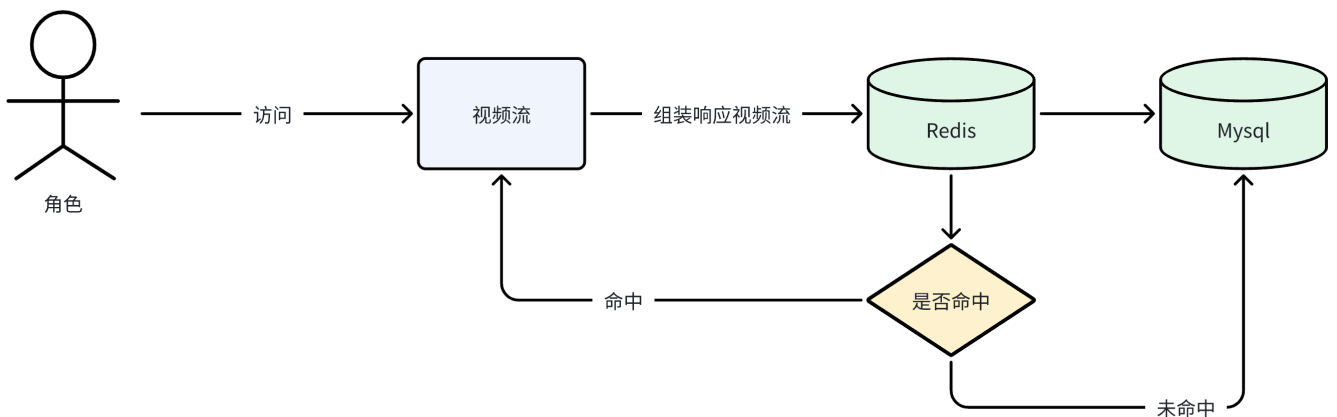 访问
视频流
组装响应视频流
Redis
Mysql
角色
命中
是否命中
未命中